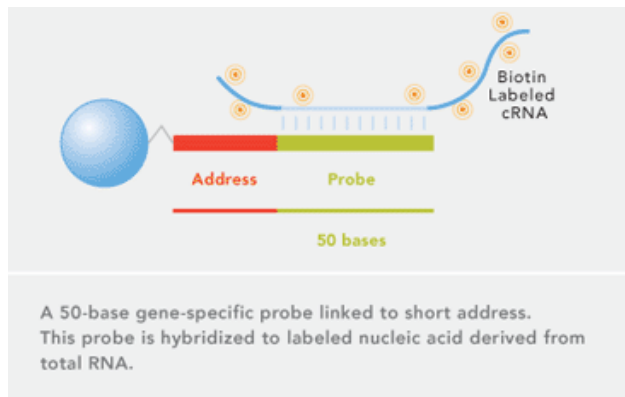 Biotin
Labeled
cRNA
Address
Probe
50 bases
A 50-base gene-specific probe linked to short address.
This probe is hybridized to labeled nucleic acid derived from
total RNA.